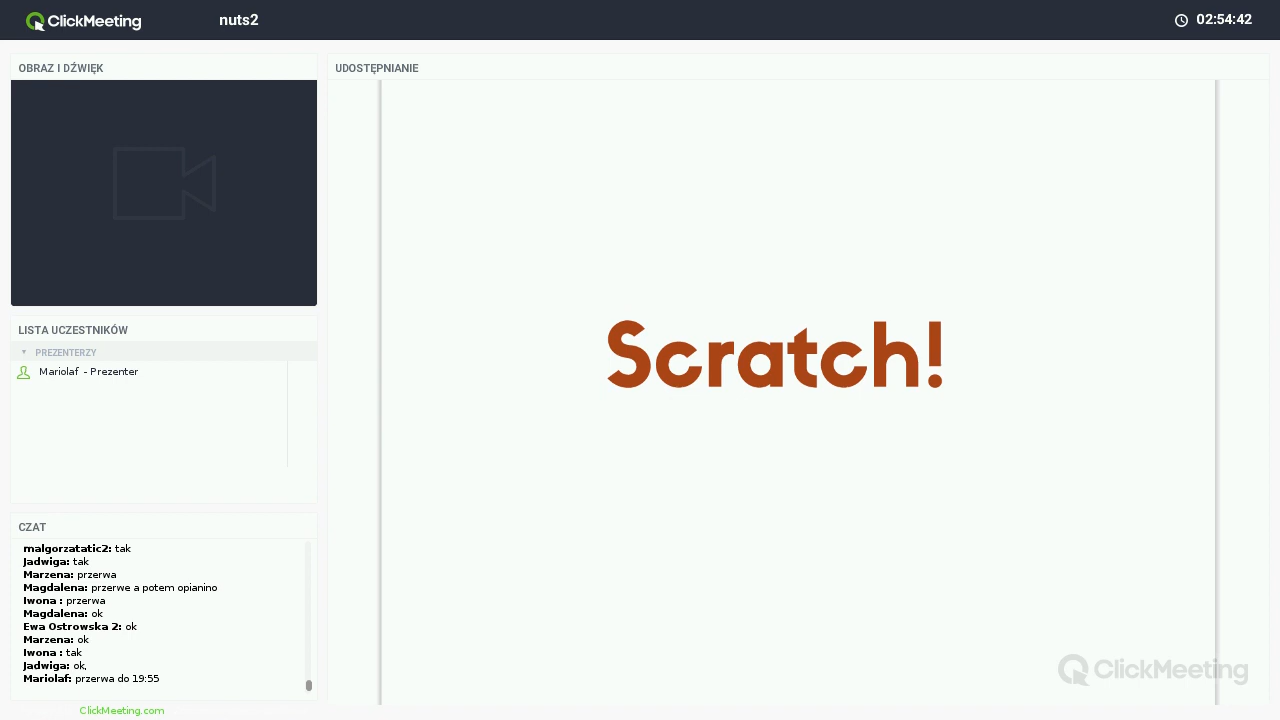 ClickMeeting
nuts2
02:54:42
OBRAZ I DŹWIĘK
UDOSTĘPNIANIE
Scratch!
LISTA UCZESTNIKÓW
PREZENTERZY
Mariolaf - Prezenter
CZAT
malgorzatatic2: tak
Jadwiga: tak
Marzena: przerwa
Magdalena: przerwe a potem opianino
Iwona : przerwa
Magdalena: ok
Ewa Ostrowska 2: ok
Marzena: ok
Iwona : tak
Jadwiga: ok,
Mariolaf: przerwa do 19:55
ClickMeeting
ClickMeeting.com